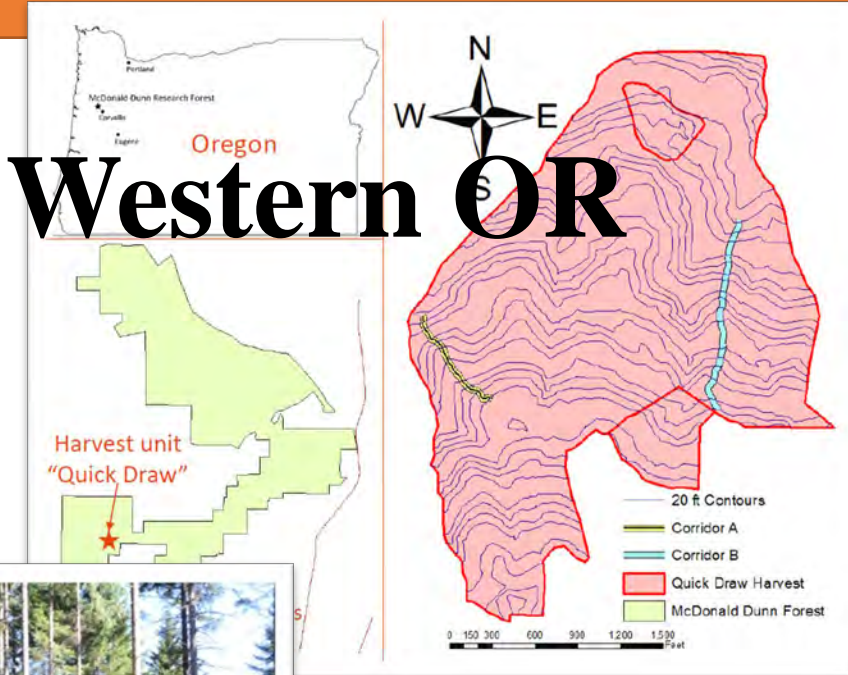 Portland
McDonald Dunn Research Forest
Corvallis
Eugene
Oregon
Western OR
Harvest unit
"Quick Draw"
s
N
W
E
S
20 ft Contours
Corridor A
Corridor B
Quick Draw Harvest
McDonald Dunn Forest
0 150 300 600 900 1,200 1,500
Feet